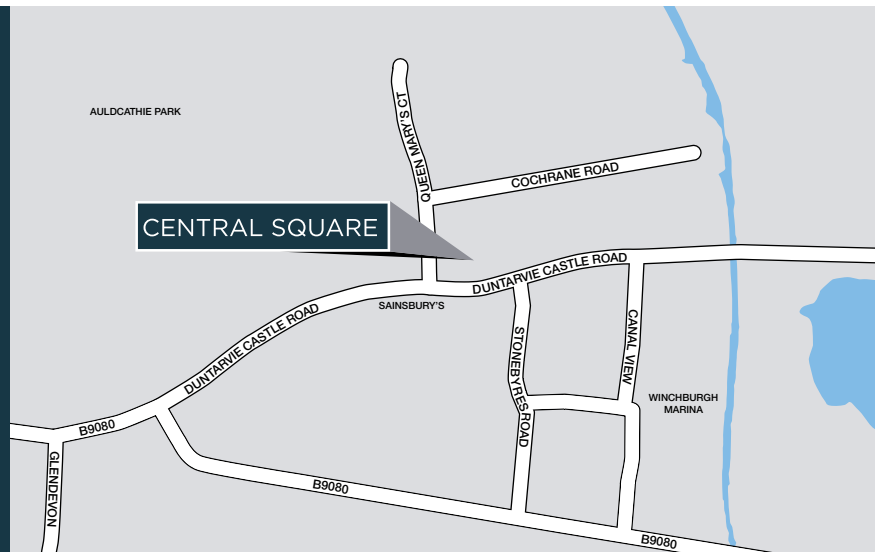 AULDCATHIE PARK
QUEEN MARY'S CT
COCHRANE ROAD
CENTRAL SQUARE
DUNTARVIE CASTLE ROAD
SAINSBURY'S
DUNTARVIE CASTLE ROAD
STONEBYRES ROAD
CANAL VIEW
WINCHBURGH
MARINA
B9080
GLENDEVON
B9080
B9080